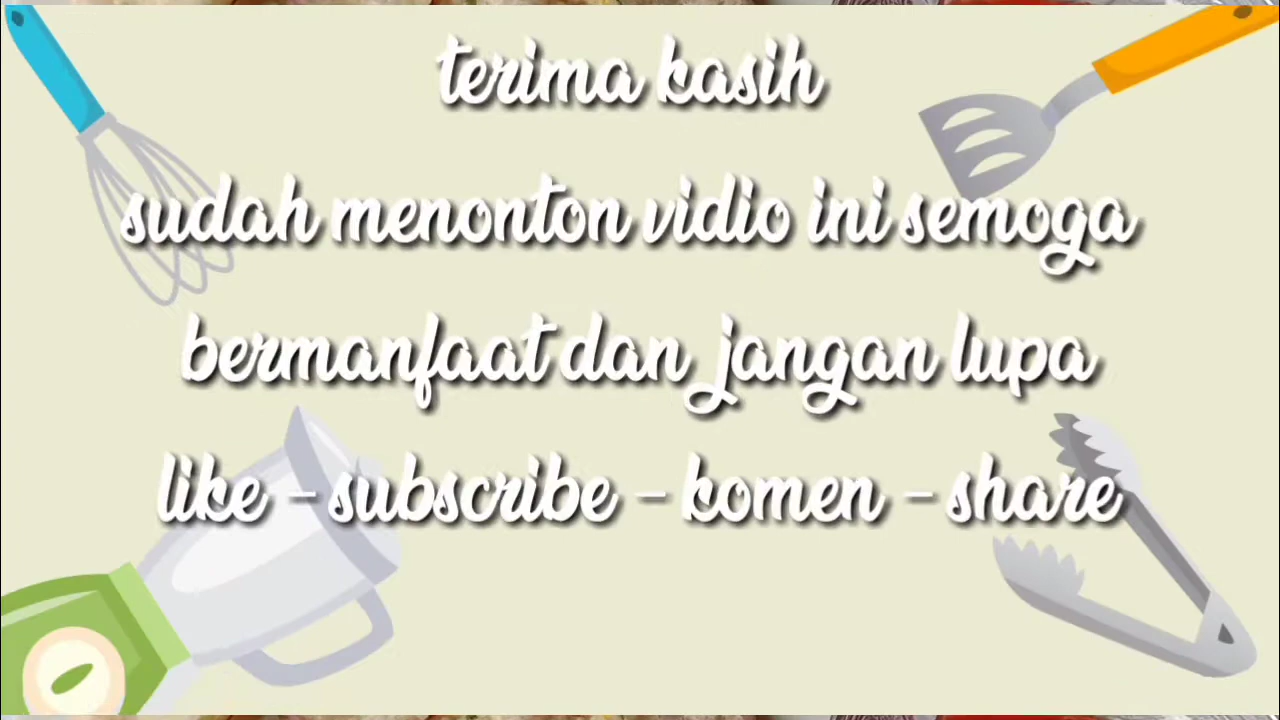 terima kasih
sudah menonton vidio ini semoga
bermanfaat dan jangan lupa
like - subscribe - komen - share